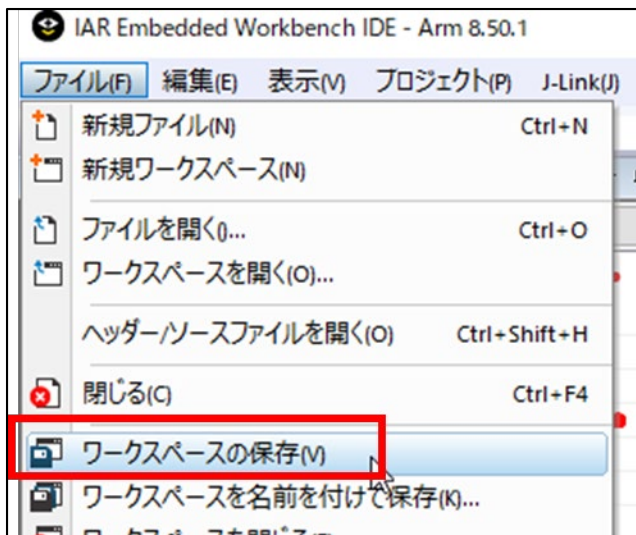 IAR Embedded Workbench IDE - Arm 8.50.1
ファイル(F) 編集(E) 表示(V) プロジェクト(P) J-Link(J)
新規ファイル(N) Ctrl+N
新規ワークスペース(N)
ファイルを開く()... Ctrl+O
ワークスペースを開く(O)...
ヘッダー/ソースファイルを開く(O) Ctrl+Shift+H
閉じる(C) Ctrl+F4
ワークスペースの保存(V)
ワークスペースを名前を付けて保存(K)...